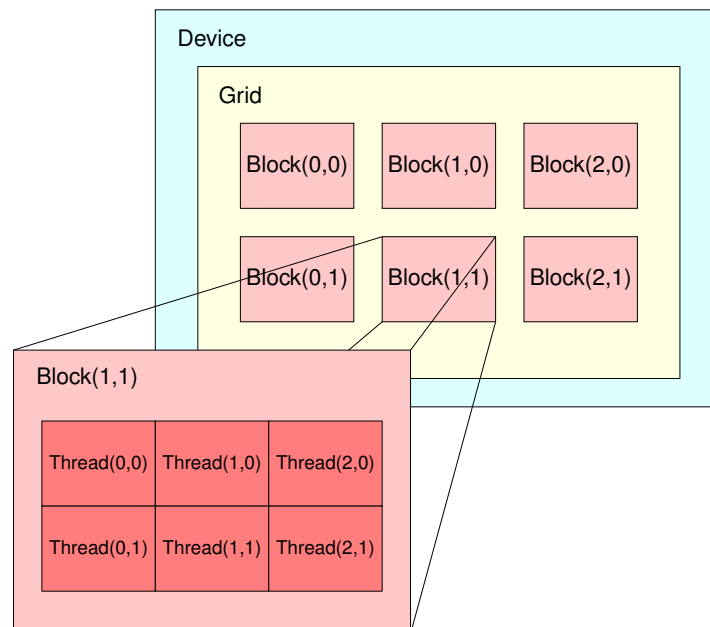 Device
Grid
Block(0,0) Block(1,0) Block(2,0)
Block(0,1) Block(1,1) Block(2,1)
Block(1,1)
Thread(0,0) Thread(1,0) Thread(2,0)
Thread(0,1) Thread(1,1) Thread(2,1)